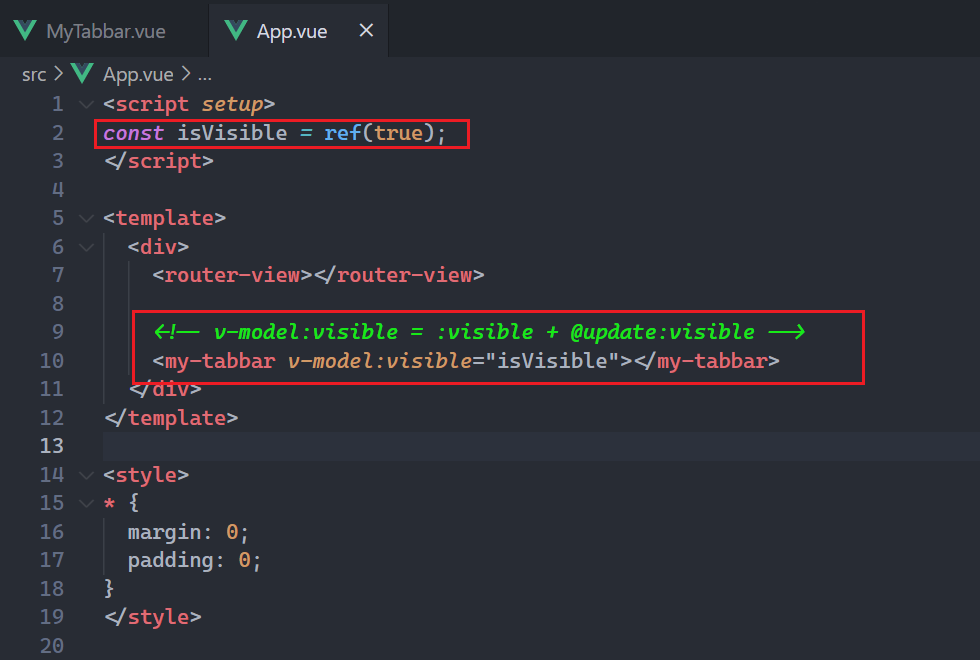 MyTabbar.vue App.vue ×
src > App.vue > ...
1 <script setup>
2 const isVisible = ref(true);
3 </script>
4
5 <template>
6 <div>
7 <router-view></router-view>
8
9 <!-- v-model:visible = :visible + @update:visible -->
10 <my-tabbar v-model:visible="isVisible"></my-tabbar>
11 </div>
12 </template>
13
14 <style>
15 * {
16 margin: 0;
17 padding: 0;
18 }
19 </style>
20